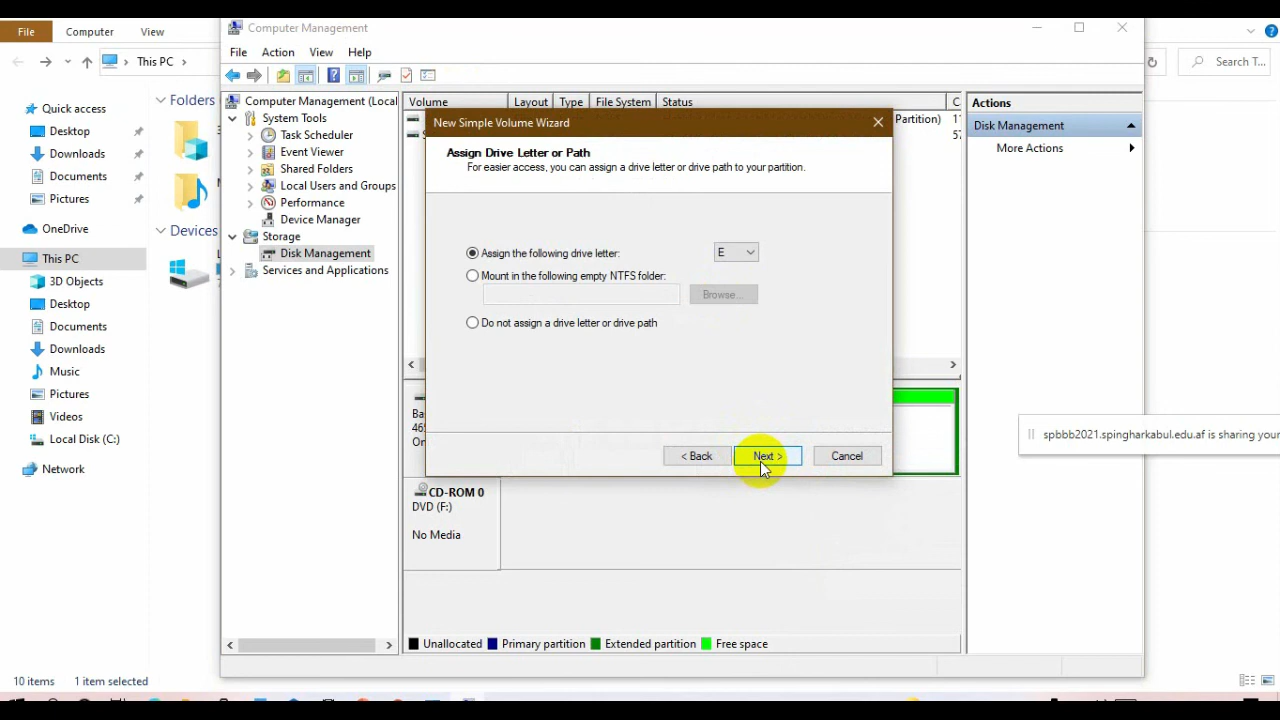 File
Computer
View
This PC
Search T...
Quick access
Desktop
Downloads
Documents
Pictures
OneDrive
This PC
3D Objects
Desktop
Documents
Downloads
Music
Pictures
Videos
Local Disk (C:)
Network
Folders
Devices
10 items
1 item selected
Computer Management
File
Action
View
Help
Computer Management (Local
System Tools
Task Scheduler
Event Viewer
Shared Folders
Local Users and Groups
Performance
Device Manager
Storage
Disk Management
Services and Applications
Volume
Layout
Type
File System
Status
C
Partition)
New Simple Volume Wizard
Assign Drive Letter or Path
For easier access, you can assign a drive letter or drive path to your partition.
Assign the following drive letter:
E
Mount in the following empty NTFS folder:
Browse...
Do not assign a drive letter or drive path
< Back
Next >
Cancel
CD-ROM 0
DVD (F:)
No Media
Unallocated
Primary partition
Extended partition
Free space
Actions
Disk Management
More Actions
spbbb2021.spingharkabul.edu.af is sharing your